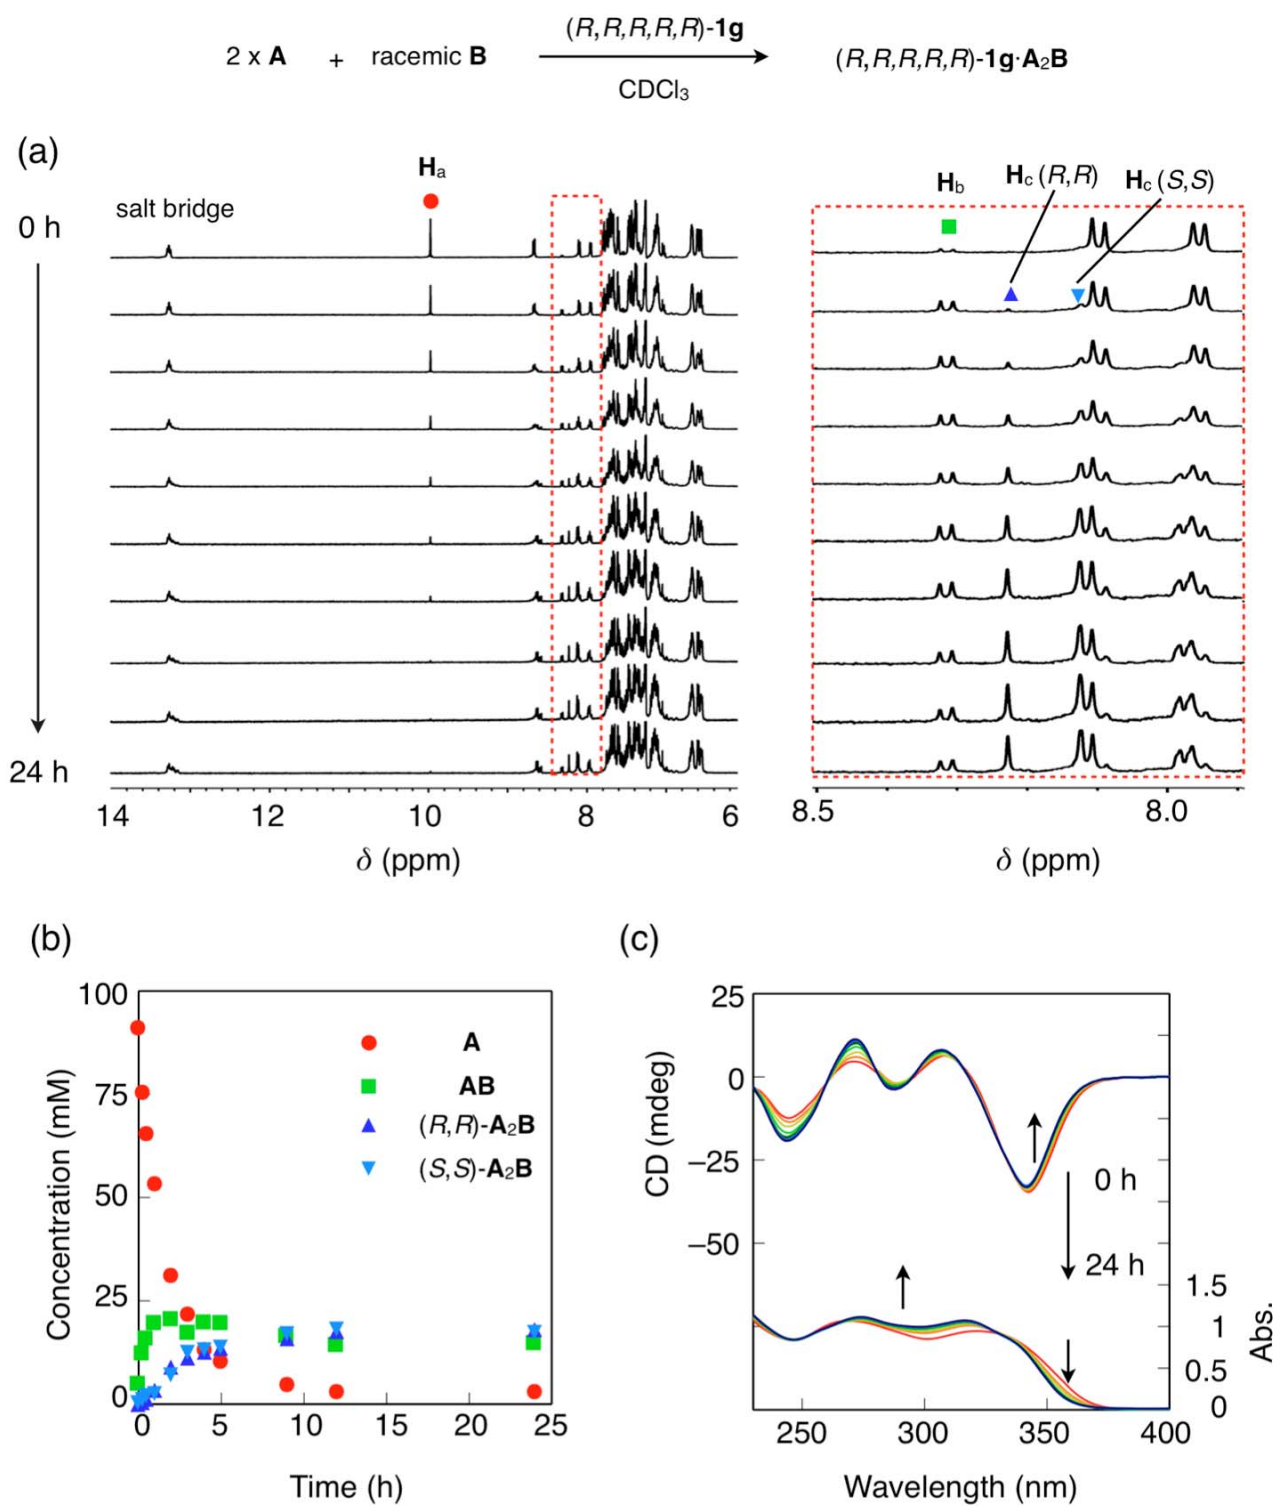 (R,R,R,R,R)-1g
2 x A + racemic B
(R,R,R,R,R)-1g·A₂B
CDCl₃
(a)
Hₐ
salt bridge
0 h
24 h
14 12 10 8 6
δ (ppm)
H_b
H_c (R,R)
H_c (S,S)
8.5 8.0
δ (ppm)
(b)
Concentration (mM)
100
75
50
25
0
A
AB
(R,R)-A₂B
(S,S)-A₂B
0 5 10 15 20 25
Time (h)
(c)
CD (mdeg)
25
0
−25
−50
0 h
24 h
1.5
1
0.5
0
Abs.
250 300 350 400
Wavelength (nm)